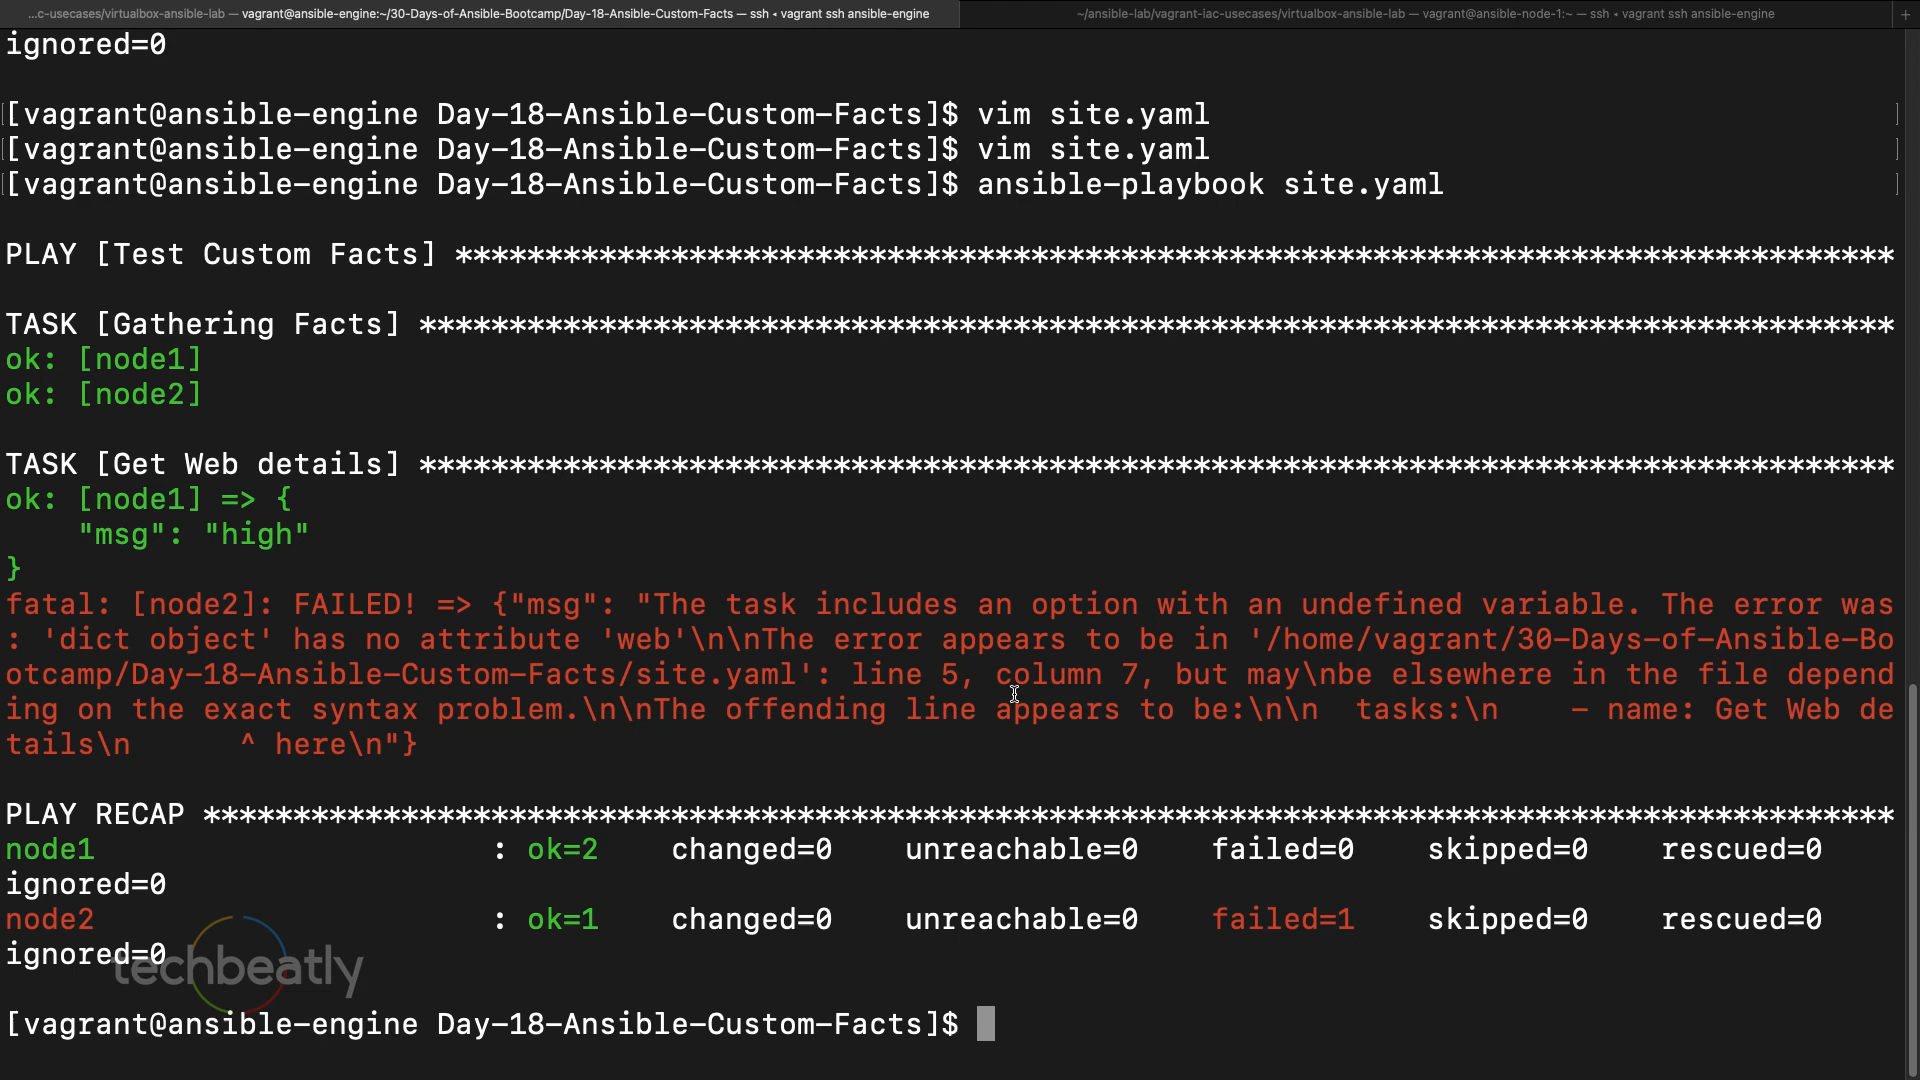 ...c-usecases/virtualbox-ansible-lab — vagrant@ansible-engine:~/30-Days-of-Ansible-Bootcamp/Day-18-Ansible-Custom-Facts — ssh ◂ vagrant ssh ansible-engine
~/ansible-lab/vagrant-iac-usecases/virtualbox-ansible-lab — vagrant@ansible-node-1:~ — ssh ◂ vagrant ssh ansible-engine +
ignored=0
[vagrant@ansible-engine Day-18-Ansible-Custom-Facts]$ vim site.yaml ]
[vagrant@ansible-engine Day-18-Ansible-Custom-Facts]$ vim site.yaml ]
[vagrant@ansible-engine Day-18-Ansible-Custom-Facts]$ ansible-playbook site.yaml ]
PLAY [Test Custom Facts] ********************************************************************************
TASK [Gathering Facts] **********************************************************************************
ok: [node1]
ok: [node2]
TASK [Get Web details] **********************************************************************************
ok: [node1] => {
    "msg": "high"
}
fatal: [node2]: FAILED! => {"msg": "The task includes an option with an undefined variable. The error was
: 'dict object' has no attribute 'web'\n\nThe error appears to be in '/home/vagrant/30-Days-of-Ansible-Bo
otcamp/Day-18-Ansible-Custom-Facts/site.yaml': line 5, column 7, but may\nbe elsewhere in the file depend
ing on the exact syntax problem.\n\nThe offending line appears to be:\n\n  tasks:\n    - name: Get Web de
tails\n      ^ here\n"}
PLAY RECAP **********************************************************************************************
node1                      : ok=2    changed=0    unreachable=0    failed=0    skipped=0    rescued=0
ignored=0
node2                      : ok=1    changed=0    unreachable=0    failed=1    skipped=0    rescued=0
ignored=0
techbeatly
[vagrant@ansible-engine Day-18-Ansible-Custom-Facts]$